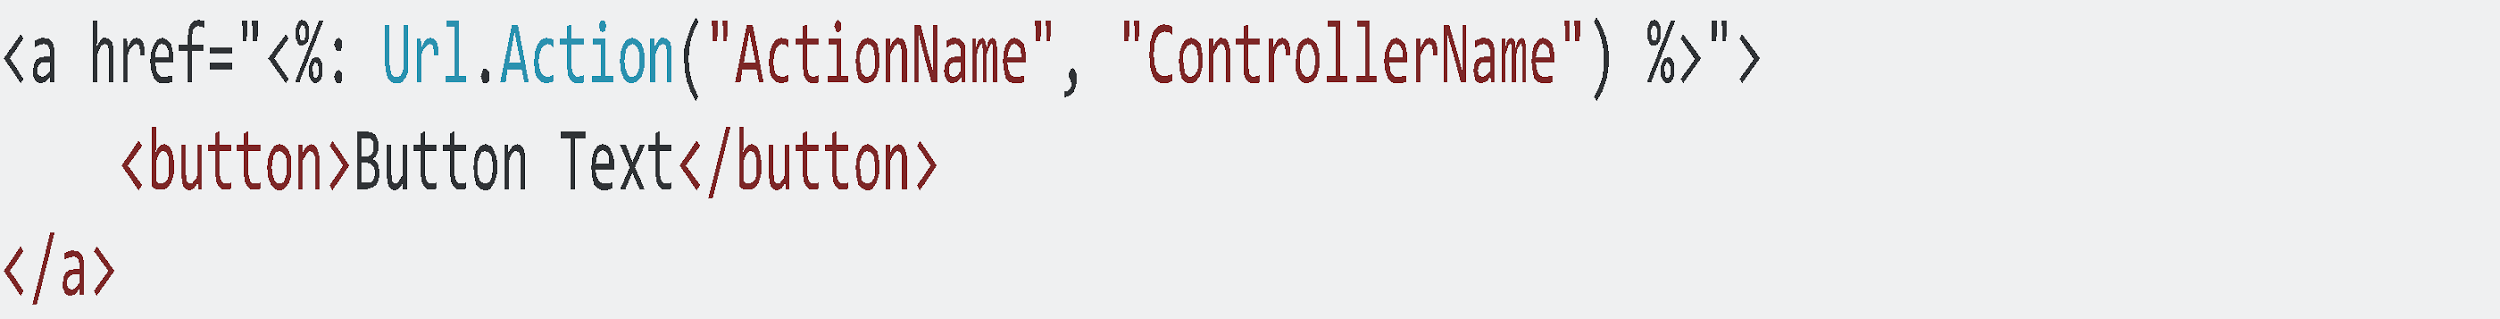 <a href="<%: Url.Action("ActionName", "ControllerName") %>">
    <button>Button Text</button>
</a>